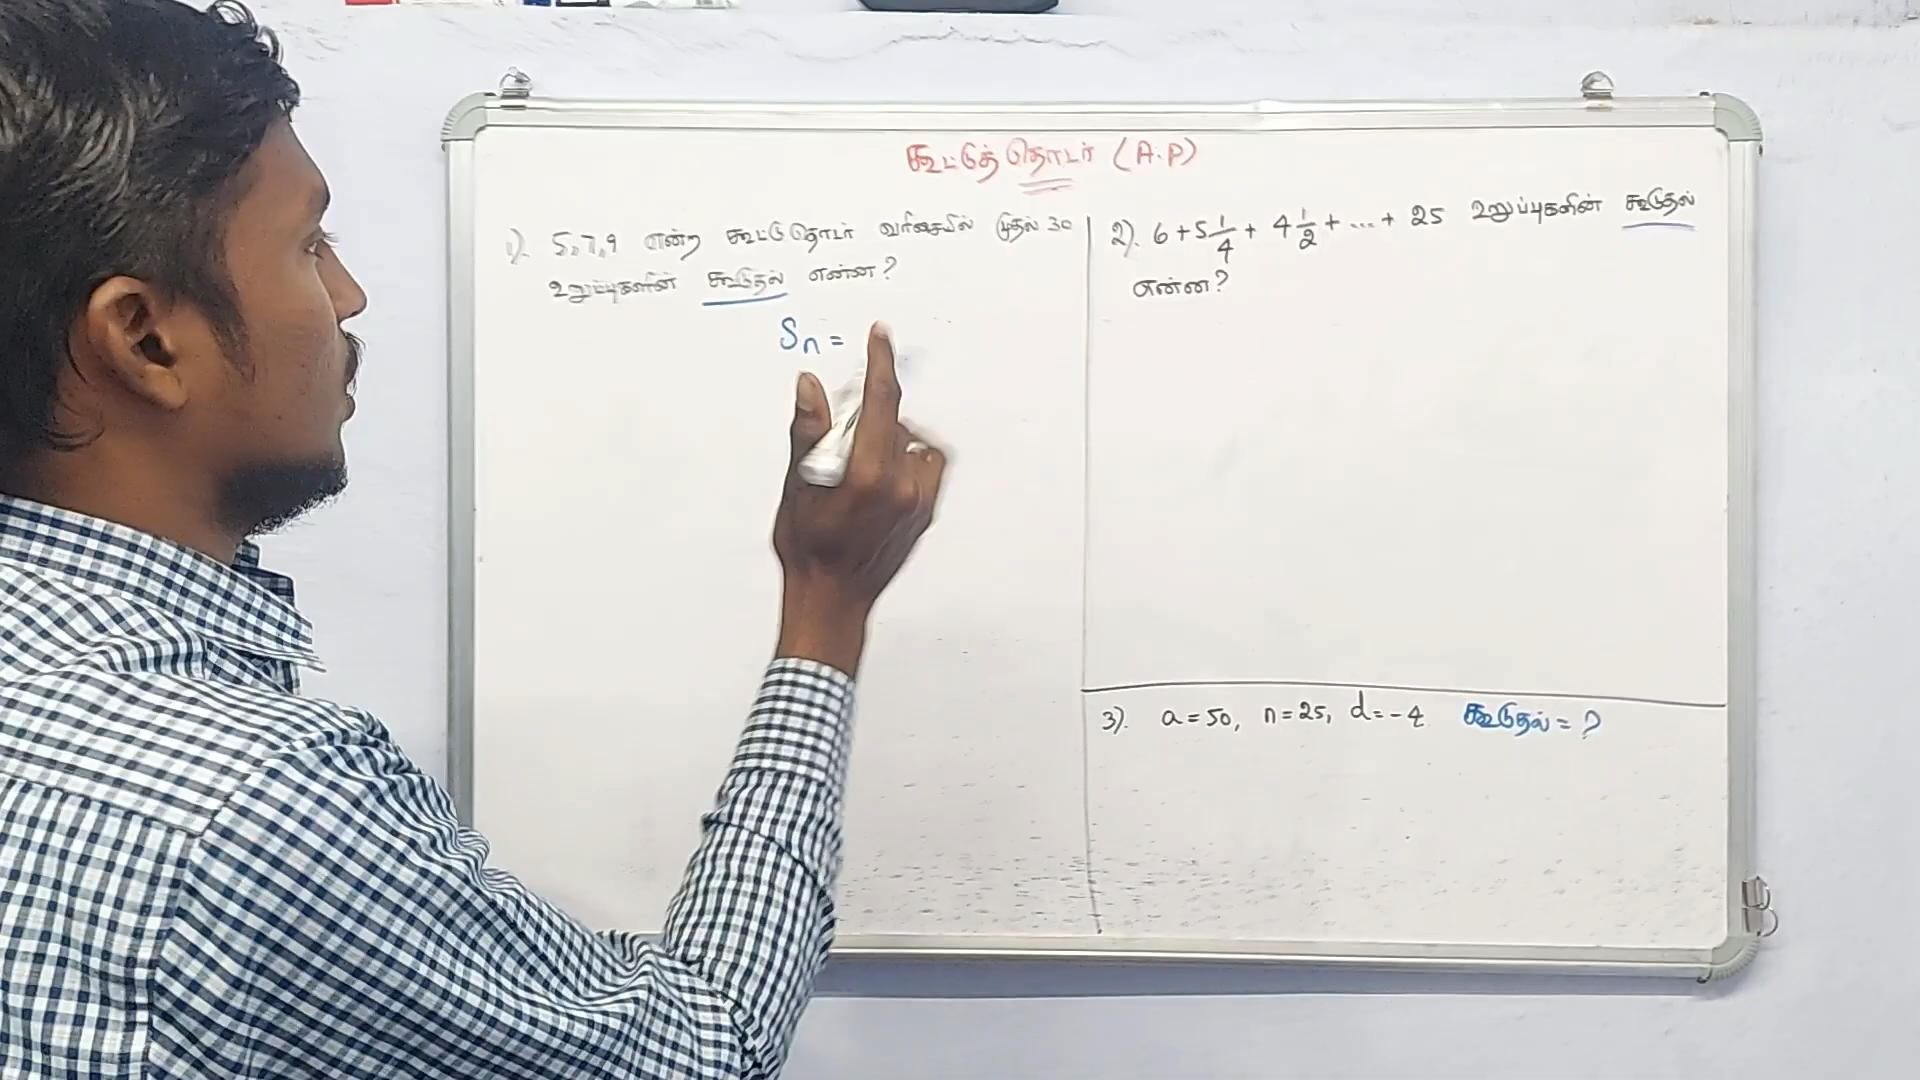 கூட்டுத் தொடர் (A.P)
1). 5,7,9 என்ற கூட்டு தொடர் வரிசையில் முதல் 30
உறுப்புகளின் கூடுதல் என்ன?
Sn =
2). 6 + 5 1/4 + 4 1/2 + ... + 25 உறுப்புகளின் கூடுதல்
என்ன?
3). a = 50, n = 25, d = -4 கூடுதல் = ?